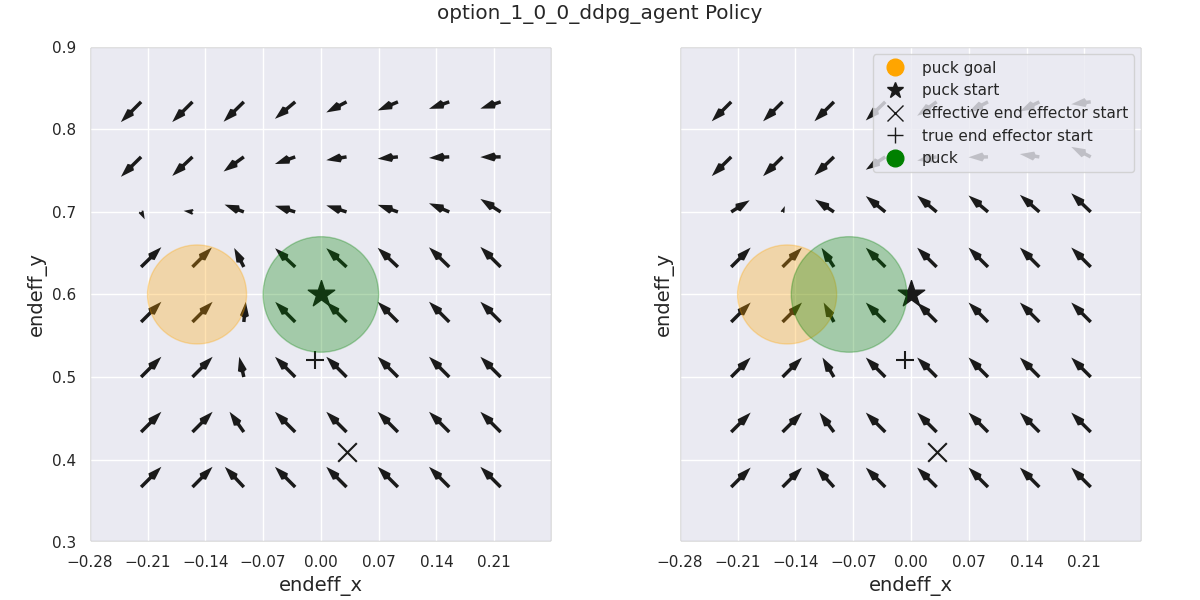 option_1_0_0_ddpg_agent Policy
0.9
0.8
0.7
0.6
0.5
0.4
0.3
endeff_y
−0.28 −0.21 −0.14 −0.07 0.00 0.07 0.14 0.21
endeff_x
puck goal
puck start
effective end effector start
true end effector start
puck
endeff_y
−0.28 −0.21 −0.14 −0.07 0.00 0.07 0.14 0.21
endeff_x